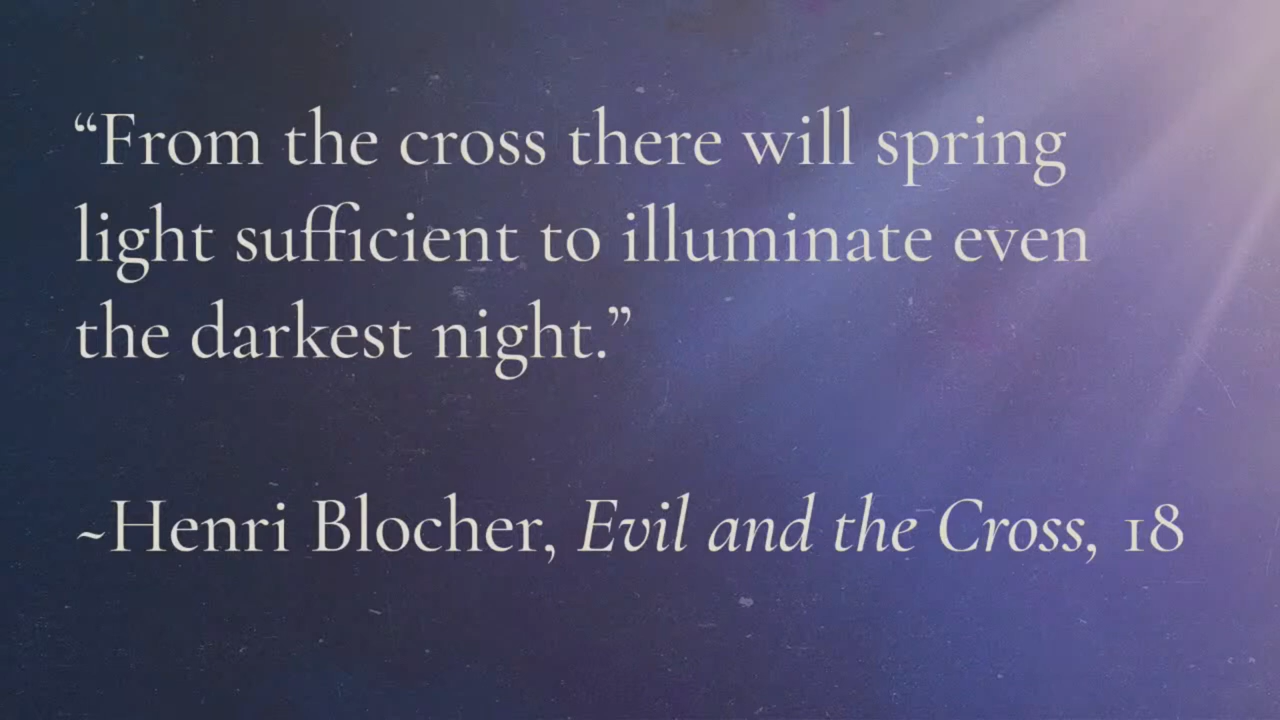 “From the cross there will spring
light sufficient to illuminate even
the darkest night.”
~Henri Blocher, Evil and the Cross, 18